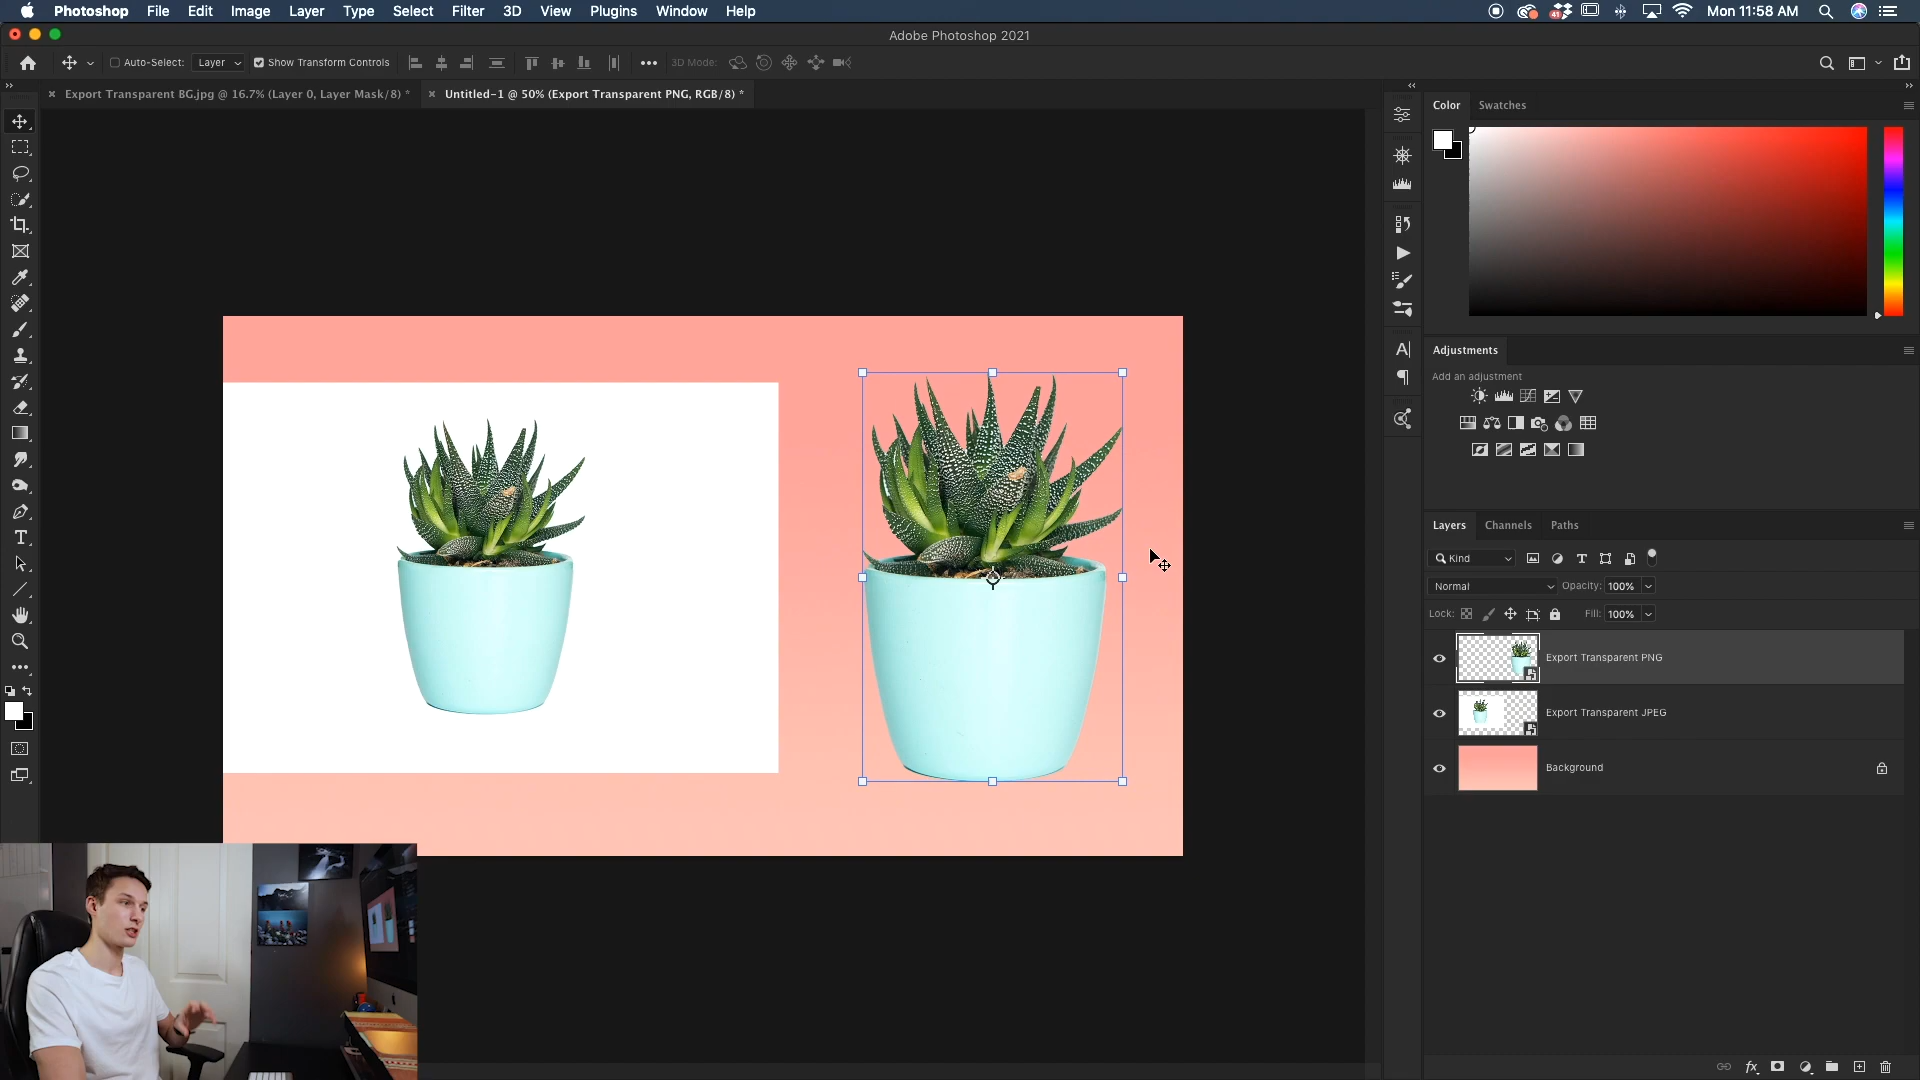 Photoshop File Edit Image Layer Type Select Filter 3D View Plugins Window Help
41
Mon 11:58 AM
Adobe Photoshop 2021
Auto-Select: Layer Show Transform Controls ••• 3D Mode:
× Export Transparent BG.jpg @ 16.7% (Layer 0, Layer Mask/8) * × Untitled-1 @ 50% (Export Transparent PNG, RGB/8) *
Color Swatches
Adjustments
Add an adjustment
Layers Channels Paths
Kind
Normal Opacity: 100%
Lock: Fill: 100%
Export Transparent PNG
Export Transparent JPEG
Background
fx